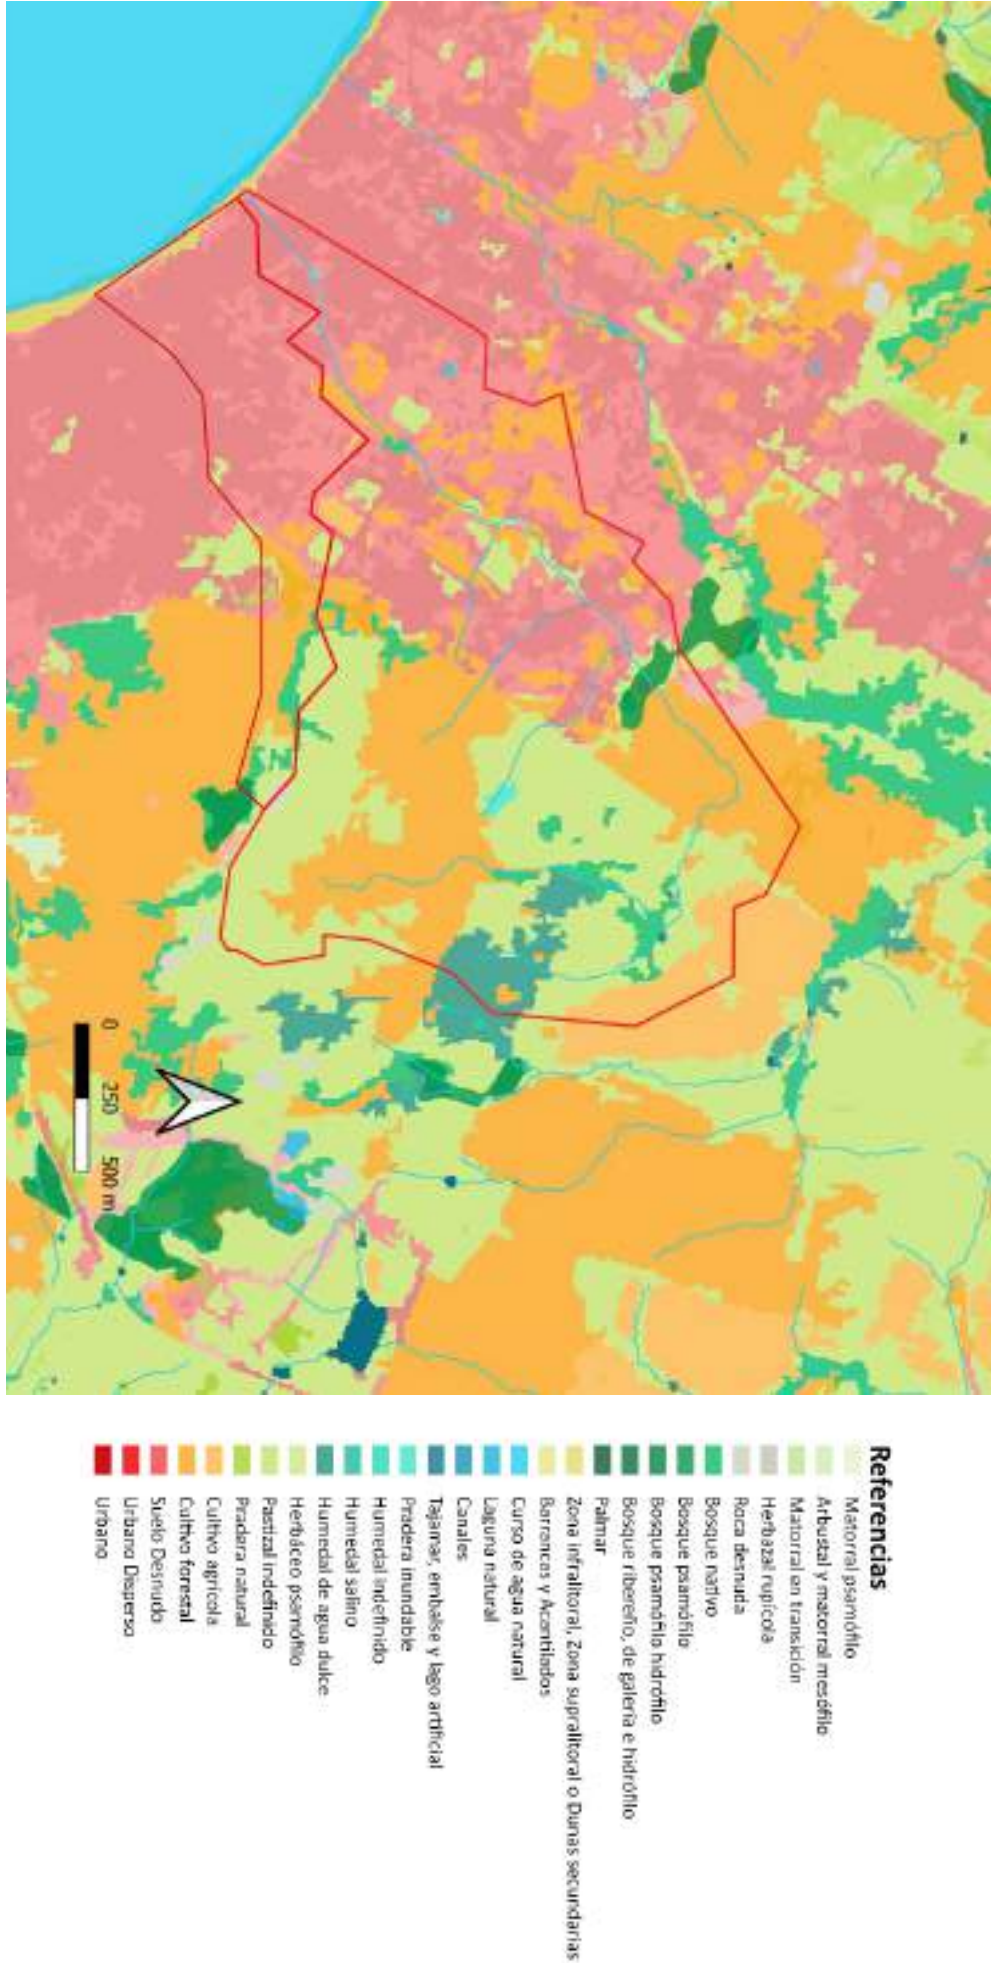 0 250 500 m
Referencias
Matorral psamófilo
Arbustal y matorral mesófilo
Matorral en transición
Herbazal rupícola
Roca desnuda
Bosque nativo
Bosque psamófilo
Bosque psamófilo hidrófilo
Bosque ribereño, de galería e hidrófilo
Palmar
Zona infralitoral, Zona supralitoral o Dunas secundarias
Barrancas y Acantilados
Curso de agua natural
Laguna natural
Canales
Tajamar, embalse y lago artificial
Pradera inundable
Humedal indefinido
Humedal salino
Humedal de agua dulce
Herbáceo psamófilo
Pastizal indefinido
Pradera natural
Cultivo agrícola
Cultivo forestal
Suelo Desnudo
Urbano Disperso
Urbano